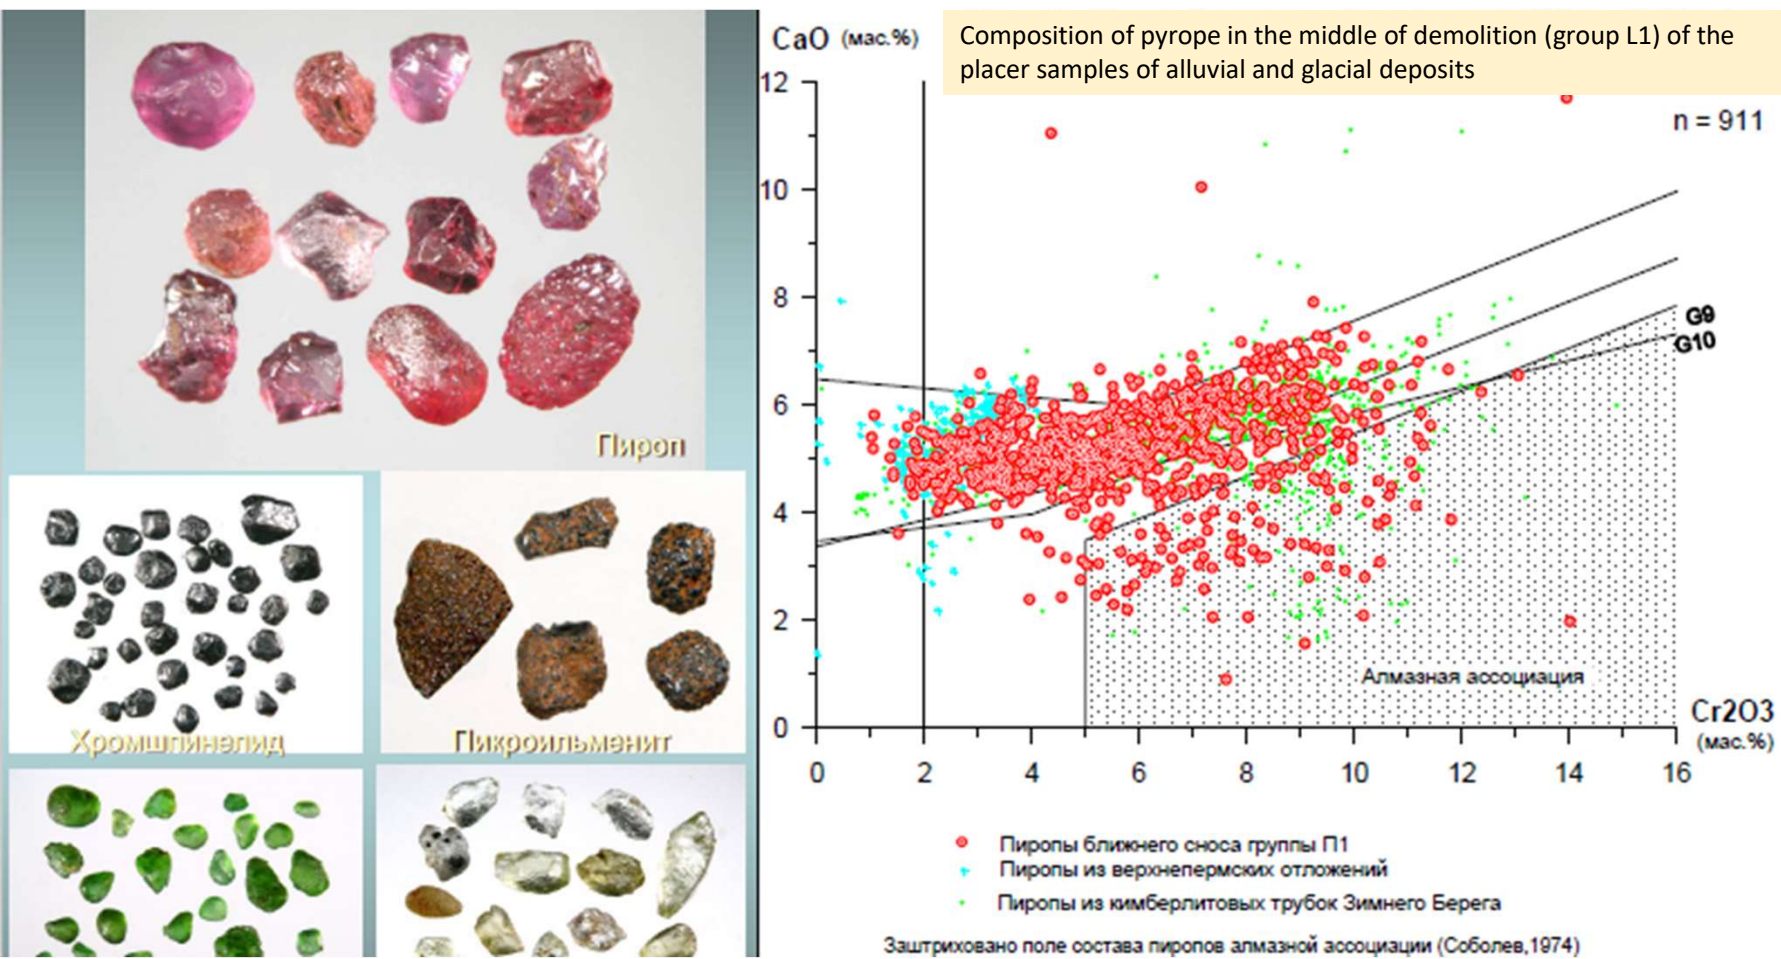 Пироп
Хромшпинелид
Пикроильменит
CaO (мас.%)
Composition of pyrope in the middle of demolition (group L1) of the
placer samples of alluvial and glacial deposits
n = 911
12
10
8
6
4
2
0
G9
G10
Алмазная ассоциация
Cr2O3
(мас.%)
0 2 4 6 8 10 12 14 16
Пиропы ближнего сноса группы П1
Пиропы из верхнепермских отложений
Пиропы из кимберлитовых трубок Зимнего Берега
Заштриховано поле состава пиропов алмазной ассоциации (Соболев,1974)